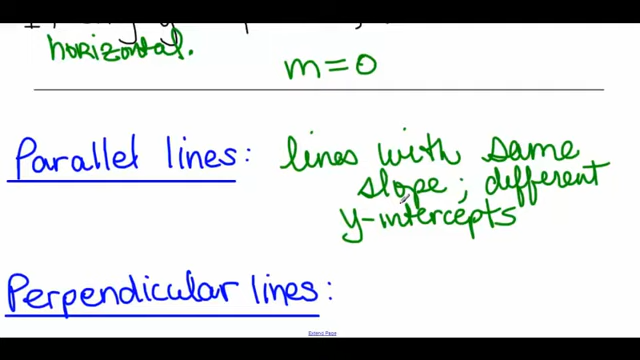 horizontal.
m=0
Parallel lines: lines with same
slope; different
y-intercepts
Perpendicular lines:
Extend Page